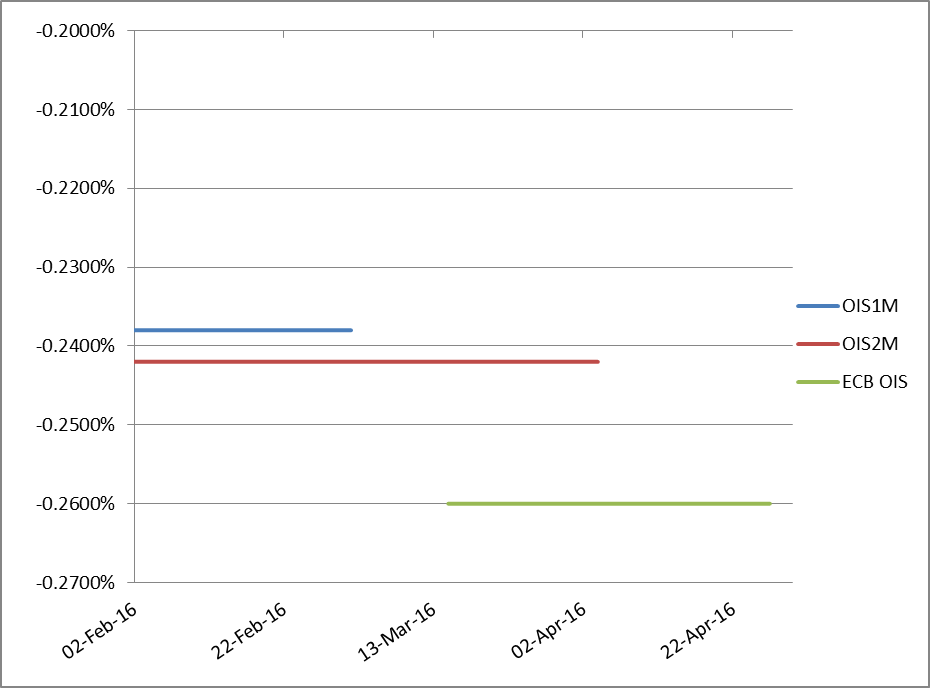 -0.2000%
-0.2100%
-0.2200%
-0.2300%
-0.2400%
-0.2500%
-0.2600%
-0.2700%
02-Feb-16
22-Feb-16
13-Mar-16
02-Apr-16
22-Apr-16
OIS1M
OIS2M
ECB OIS